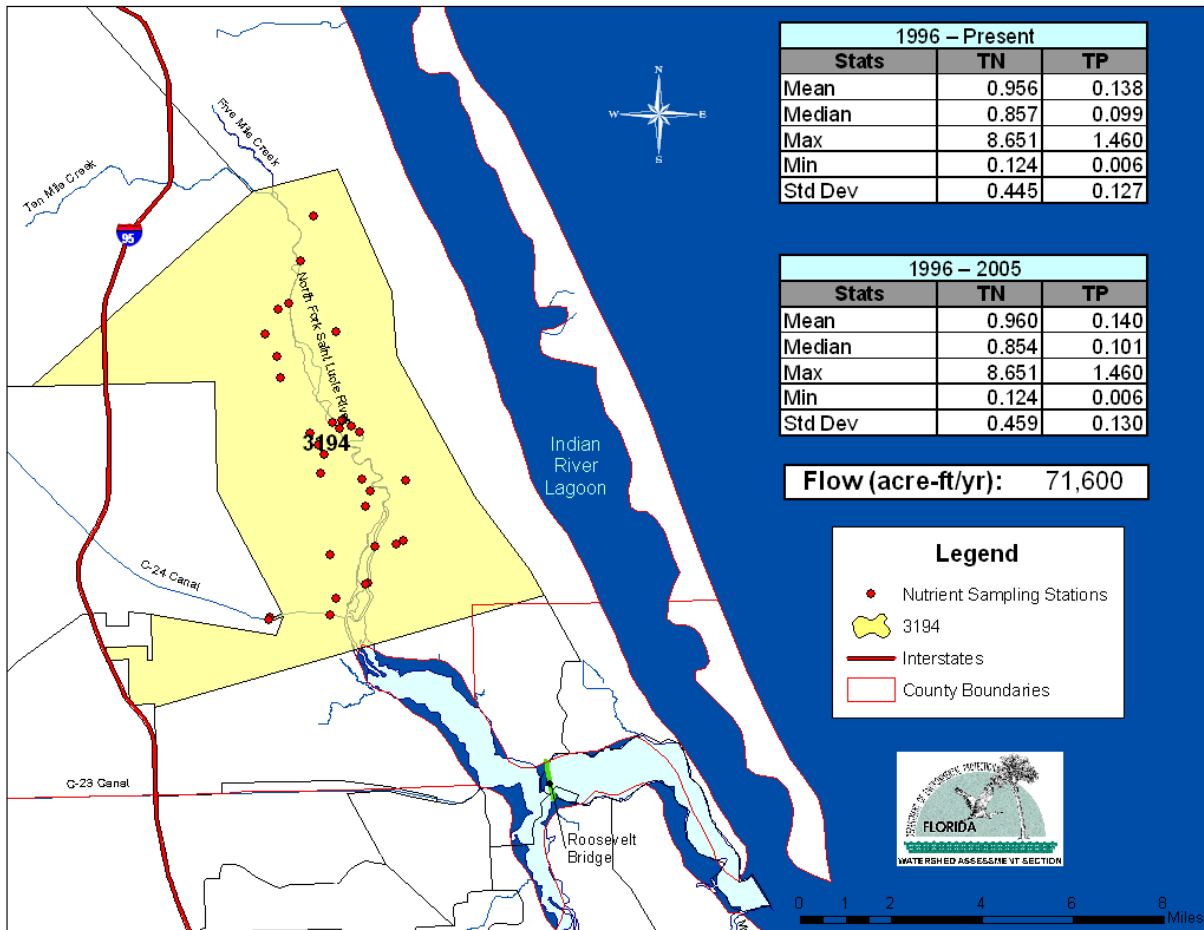 1996 – Present
Stats TN TP
Mean 0.956 0.138
Median 0.857 0.099
Max 8.651 1.460
Min 0.124 0.006
Std Dev 0.445 0.127
N
W E
S
Five Mile Creek
Ten Mile Creek
95
North Fork Saint Lucie River
3194
1996 – 2005
Stats TN TP
Mean 0.960 0.140
Median 0.854 0.101
Max 8.651 1.460
Min 0.124 0.006
Std Dev 0.459 0.130
Indian
River
Lagoon
Flow (acre-ft/yr): 71,600
Legend
Nutrient Sampling Stations
3194
Interstates
County Boundaries
C-24 Canal
C-23 Canal
Roosevelt
Bridge
DEPARTMENT OF ENVIRONMENTAL PROTECTION
FLORIDA
WATERSHED ASSESSMENT SECTION
0 1 2 4 6 8
Miles